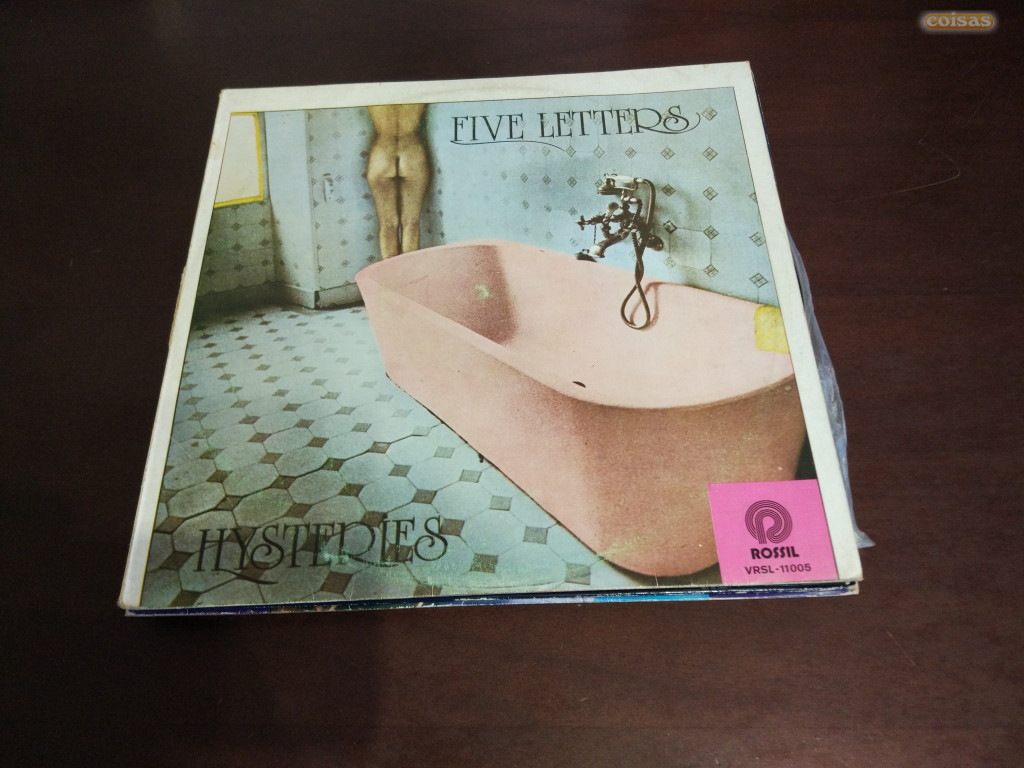 coisas
FIVE LETTERS
HYSTERIES
ROSSIL
VRSL-11005